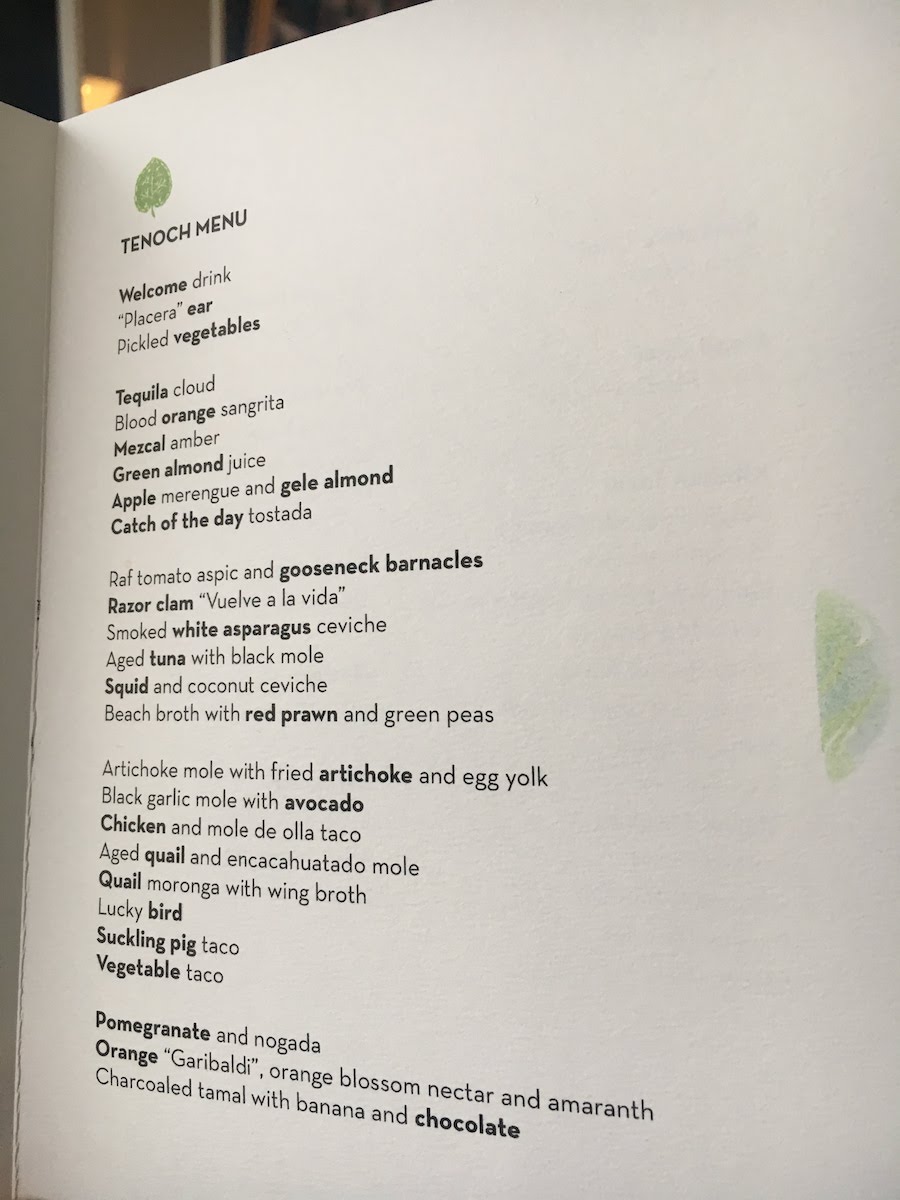 TENOCH MENU
Welcome drink
“Placera” ear
Pickled vegetables
Tequila cloud
Blood orange sangrita
Mezcal amber
Green almond juice
Apple merengue and gele almond
Catch of the day tostada
Raf tomato aspic and gooseneck barnacles
Razor clam “Vuelve a la vida”
Smoked white asparagus ceviche
Aged tuna with black mole
Squid and coconut ceviche
Beach broth with red prawn and green peas
Artichoke mole with fried artichoke and egg yolk
Black garlic mole with avocado
Chicken and mole de olla taco
Aged quail and encacahuatado mole
Quail moronga with wing broth
Lucky bird
Suckling pig taco
Vegetable taco
Pomegranate and nogada
Orange “Garibaldi”, orange blossom nectar and amaranth
Charcoaled tamal with banana and chocolate